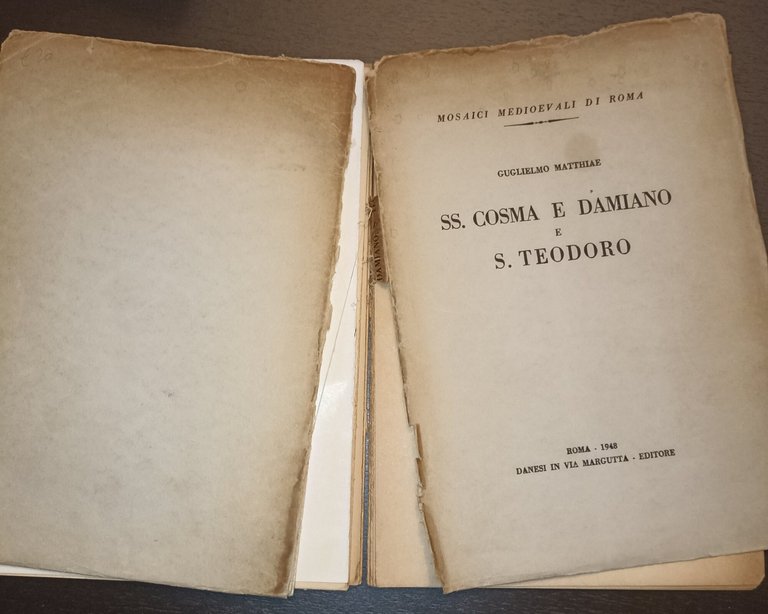 MOSAICI MEDIOEVALI DI ROMA
GUGLIELMO MATTHIAE
SS. COSMA E DAMIANO
E
S. TEODORO
ROMA - 1948
DANESI IN VIA MARGUTTA - EDITORE